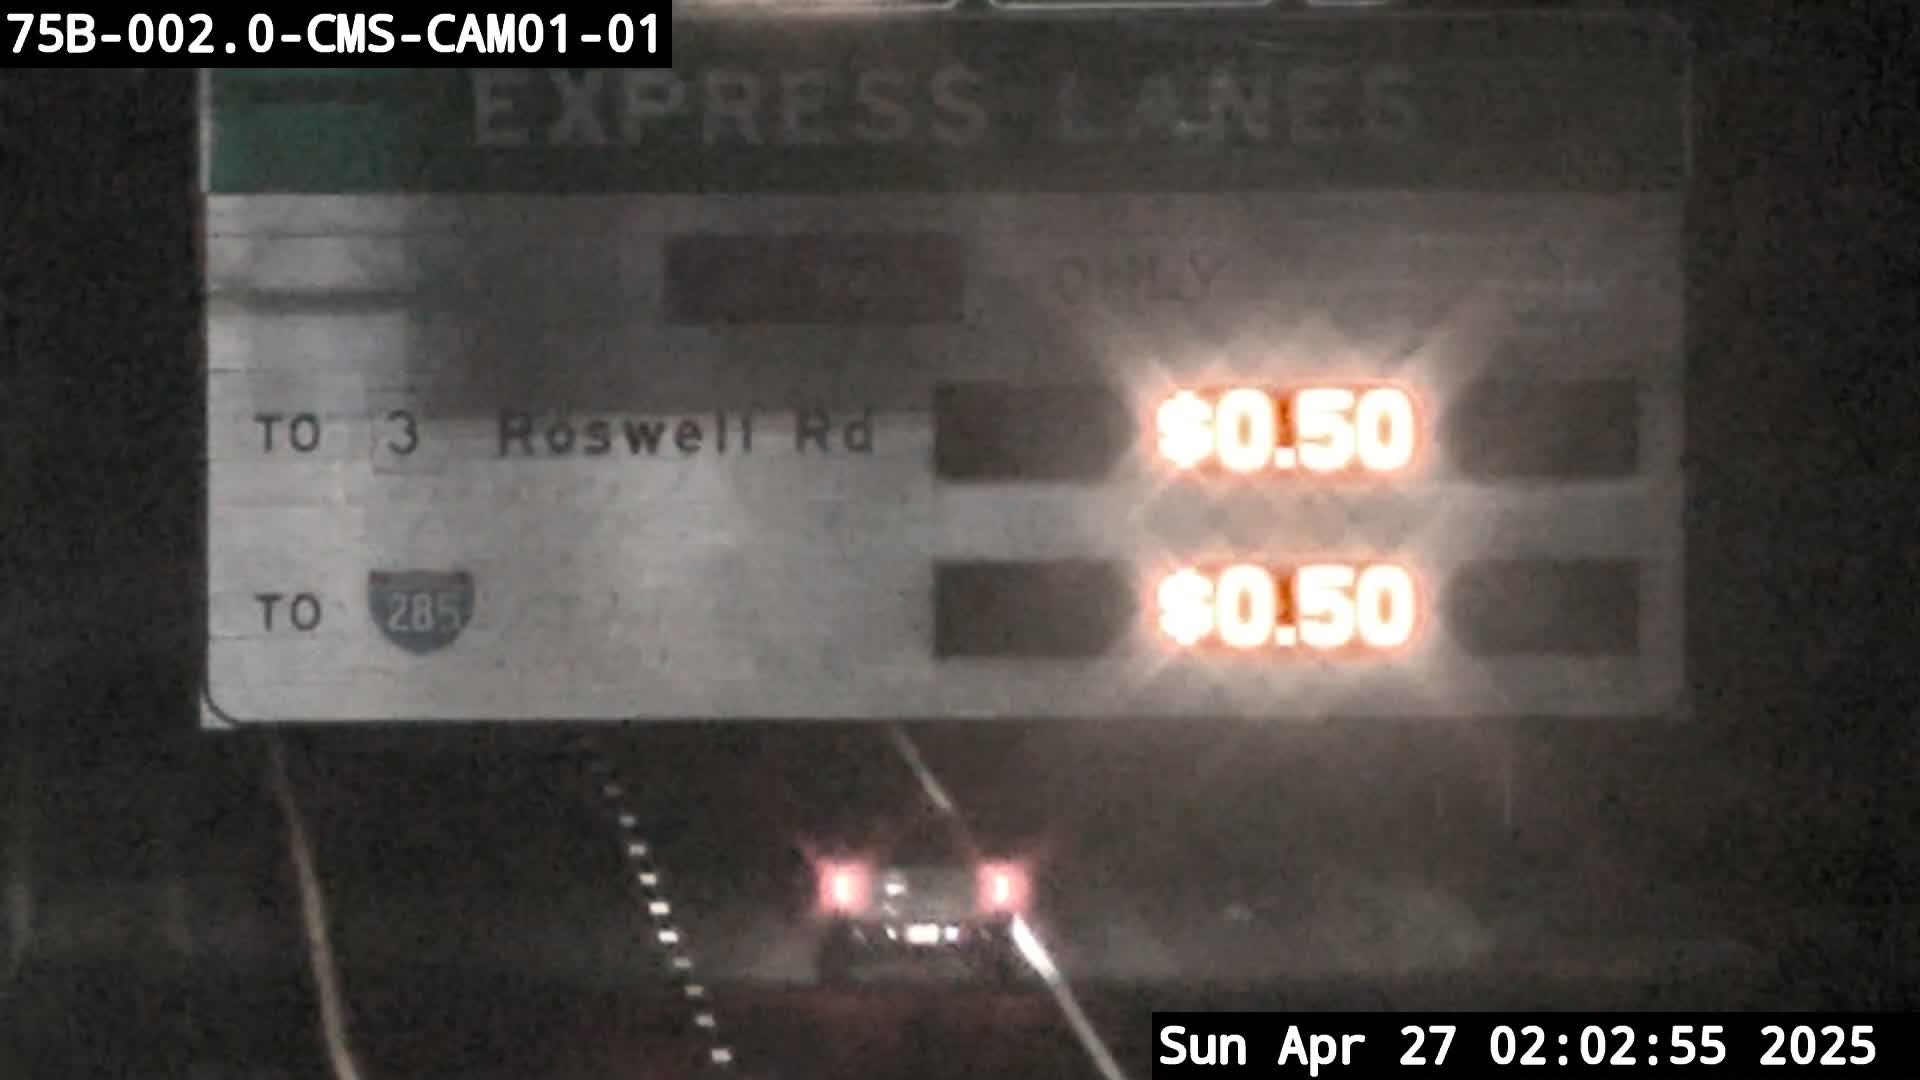 75B-002.0-CMS-CAM01-01
EXPRESS LANES
ONLY
TO 3 Roswell Rd $0.50
TO 285 $0.50
Sun Apr 27 02:02:55 2025